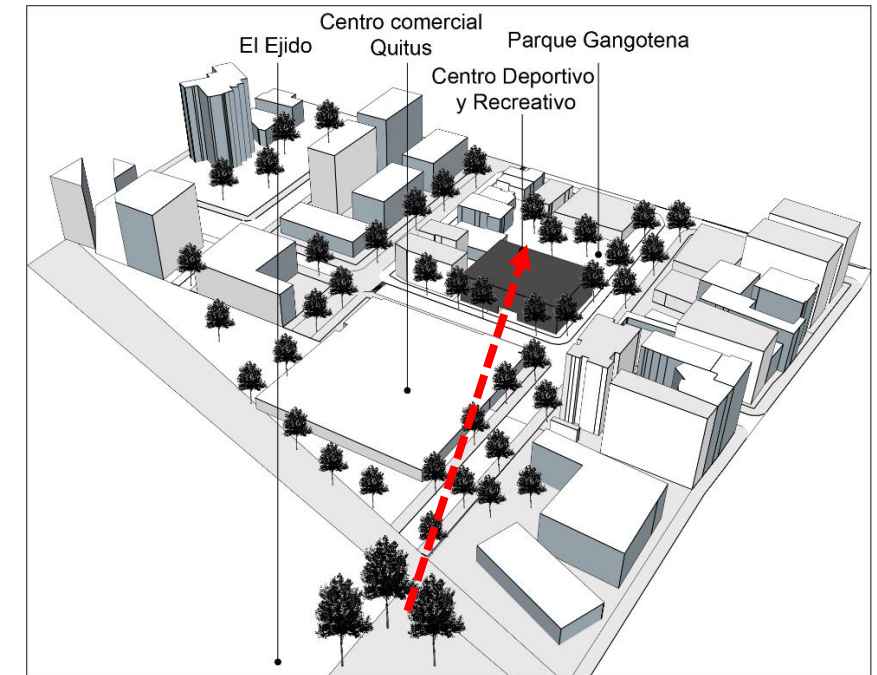 El Ejido
Centro comercial
Quitus
Centro Deportivo
y Recreativo
Parque Gangotena